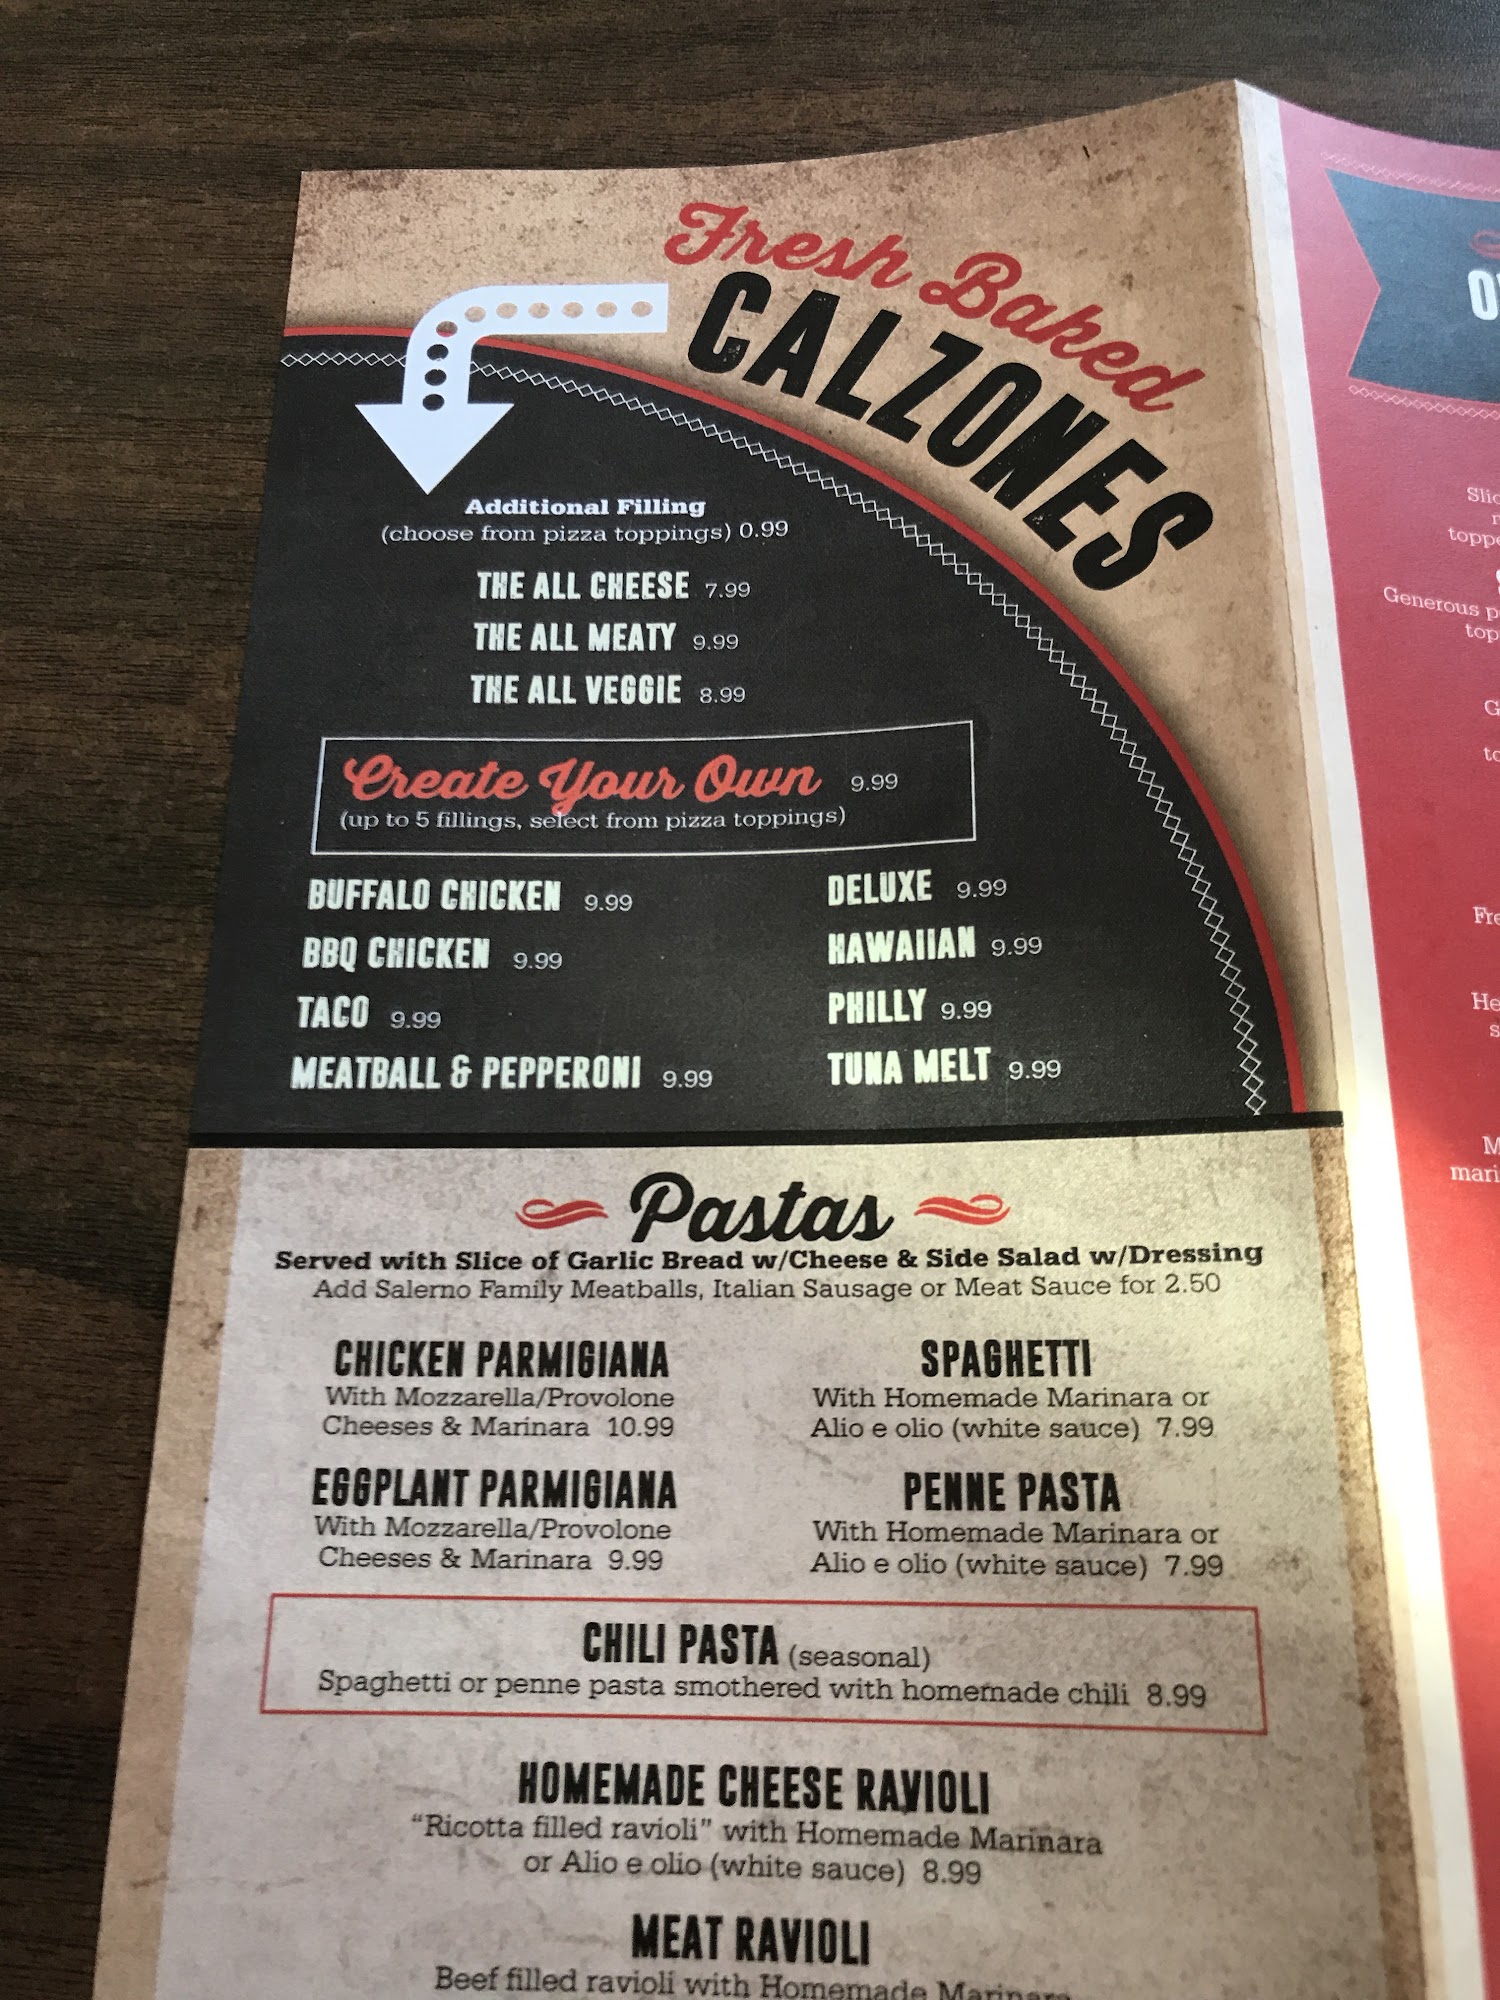 Fresh Baked
CALZONES
Additional Filling
(choose from pizza toppings) 0.99
THE ALL CHEESE 7.99
THE ALL MEATY 9.99
THE ALL VEGGIE 8.99
Create Your Own 9.99
(up to 5 fillings, select from pizza toppings)
BUFFALO CHICKEN 9.99
BBQ CHICKEN 9.99
TACO 9.99
MEATBALL & PEPPERONI 9.99
DELUXE 9.99
HAWAIIAN 9.99
PHILLY 9.99
TUNA MELT 9.99
Pastas
Served with Slice of Garlic Bread w/Cheese & Side Salad w/Dressing
Add Salerno Family Meatballs, Italian Sausage or Meat Sauce for 2.50
CHICKEN PARMIGIANA
With Mozzarella/Provolone
Cheeses & Marinara 10.99
EGGPLANT PARMIGIANA
With Mozzarella/Provolone
Cheeses & Marinara 9.99
SPAGHETTI
With Homemade Marinara or
Alio e olio (white sauce) 7.99
PENNE PASTA
With Homemade Marinara or
Alio e olio (white sauce) 7.99
CHILI PASTA (seasonal)
Spaghetti or penne pasta smothered with homemade chili 8.99
HOMEMADE CHEESE RAVIOLI
"Ricotta filled ravioli" with Homemade Marinara
or Alio e olio (white sauce) 8.99
MEAT RAVIOLI
Beef filled ravioli with Homemade Marinara
Generous